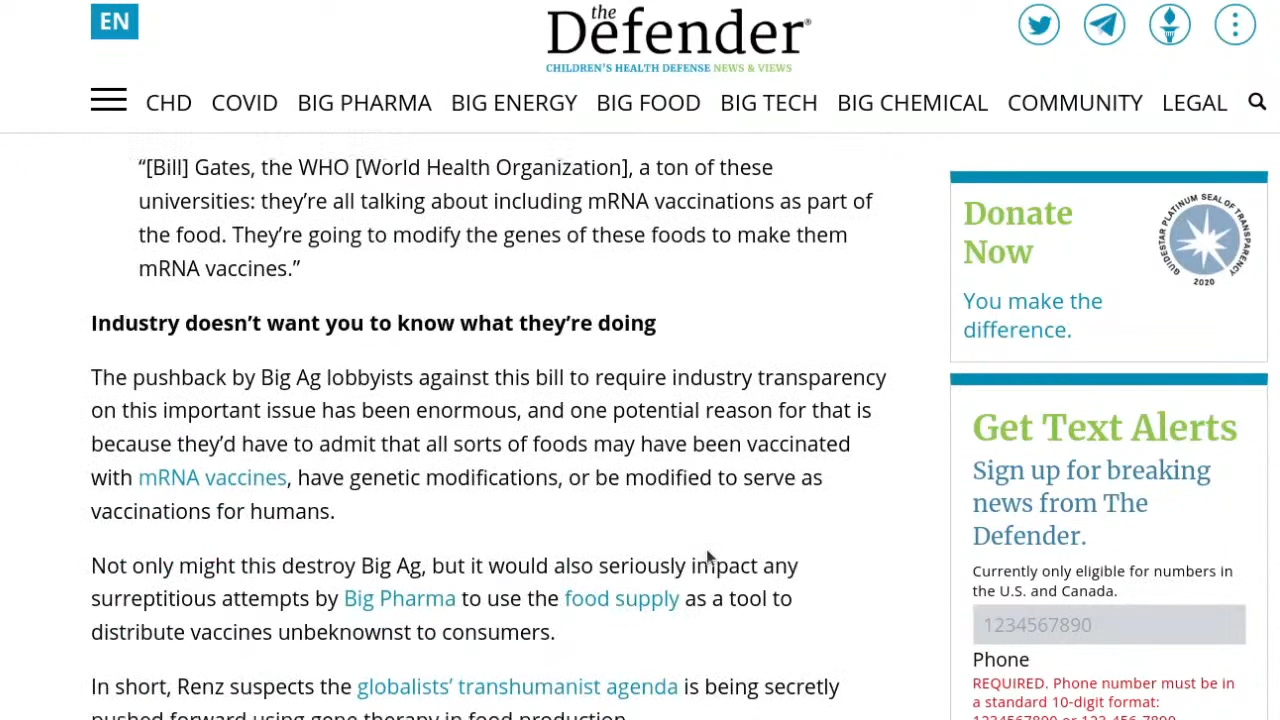 EN
the
Defender®
CHILDREN'S HEALTH DEFENSE NEWS & VIEWS
CHD COVID BIG PHARMA BIG ENERGY BIG FOOD BIG TECH BIG CHEMICAL COMMUNITY LEGAL
“[Bill] Gates, the WHO [World Health Organization], a ton of these
universities: they’re all talking about including mRNA vaccinations as part of
the food. They’re going to modify the genes of these foods to make them
mRNA vaccines.”
Industry doesn’t want you to know what they’re doing
The pushback by Big Ag lobbyists against this bill to require industry transparency
on this important issue has been enormous, and one potential reason for that is
because they’d have to admit that all sorts of foods may have been vaccinated
with mRNA vaccines, have genetic modifications, or be modified to serve as
vaccinations for humans.
Not only might this destroy Big Ag, but it would also seriously impact any
surreptitious attempts by Big Pharma to use the food supply as a tool to
distribute vaccines unbeknownst to consumers.
In short, Renz suspects the globalists’ transhumanist agenda is being secretly
pushed forward using gene therapy in food production.
Donate
Now
GUIDESTAR PLATINUM SEAL OF TRANSPARENCY
2020
You make the
difference.
Get Text Alerts
Sign up for breaking
news from The
Defender.
Currently only eligible for numbers in
the U.S. and Canada.
1234567890
Phone
REQUIRED. Phone number must be in
a standard 10-digit format:
1234567890 or 123-456-7890